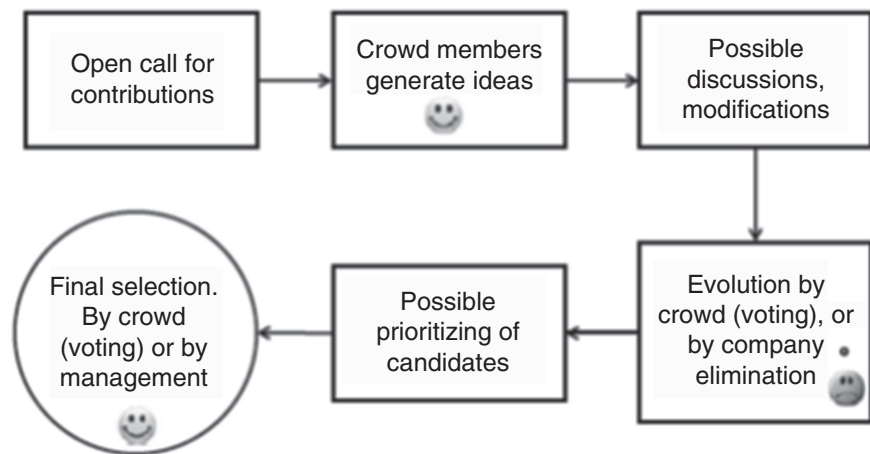 Open call for
contributions
Crowd members
generate ideas
Possible
discussions,
modifications
Evolution by
crowd (voting), or
by company
elimination
Possible
prioritizing of
candidates
Final selection.
By crowd
(voting) or by
management